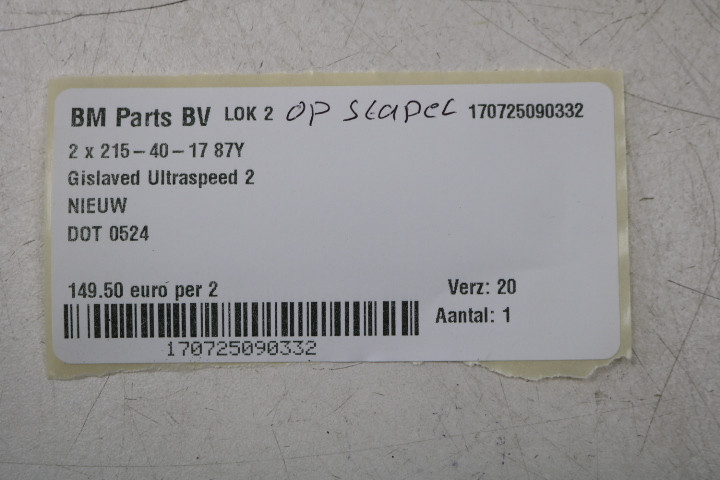 BM Parts BV LOK 2 op stapel 170725090332
2 x 215-40-17 87Y
Gislaved Ultraspeed 2
NIEUW
DOT 0524
149.50 euro per 2 Verz: 20
Aantal: 1
170725090332